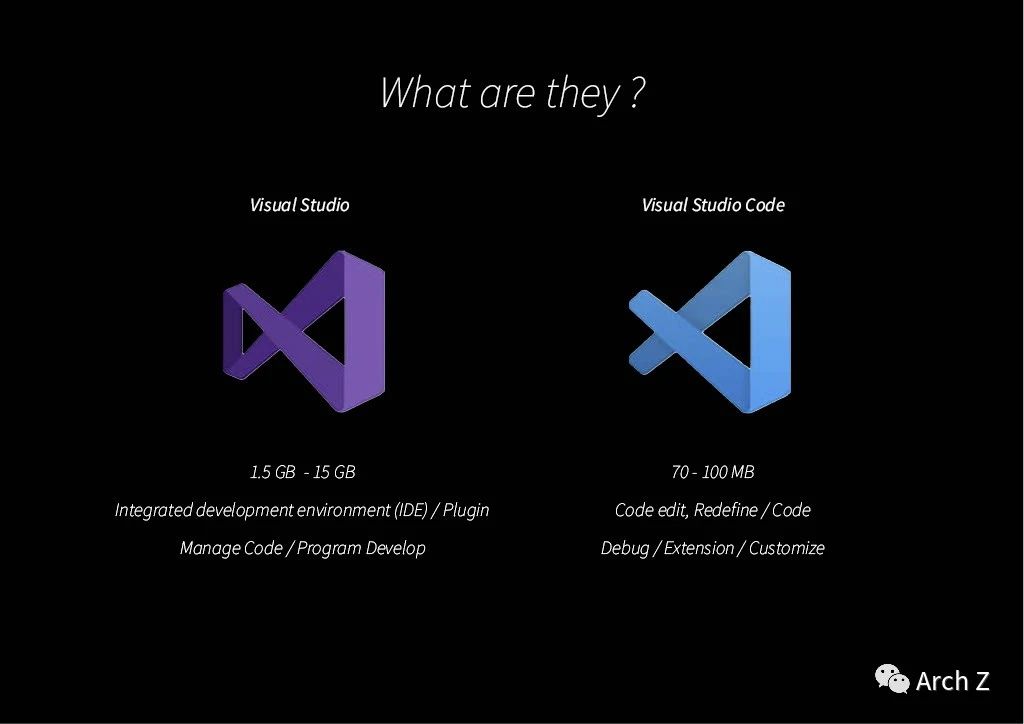 What are they ?
Visual Studio
Visual Studio Code
1.5 GB - 15 GB
Integrated development environment (IDE) / Plugin
Manage Code / Program Develop
70 - 100 MB
Code edit, Redefine / Code
Debug / Extension / Customize
Arch Z